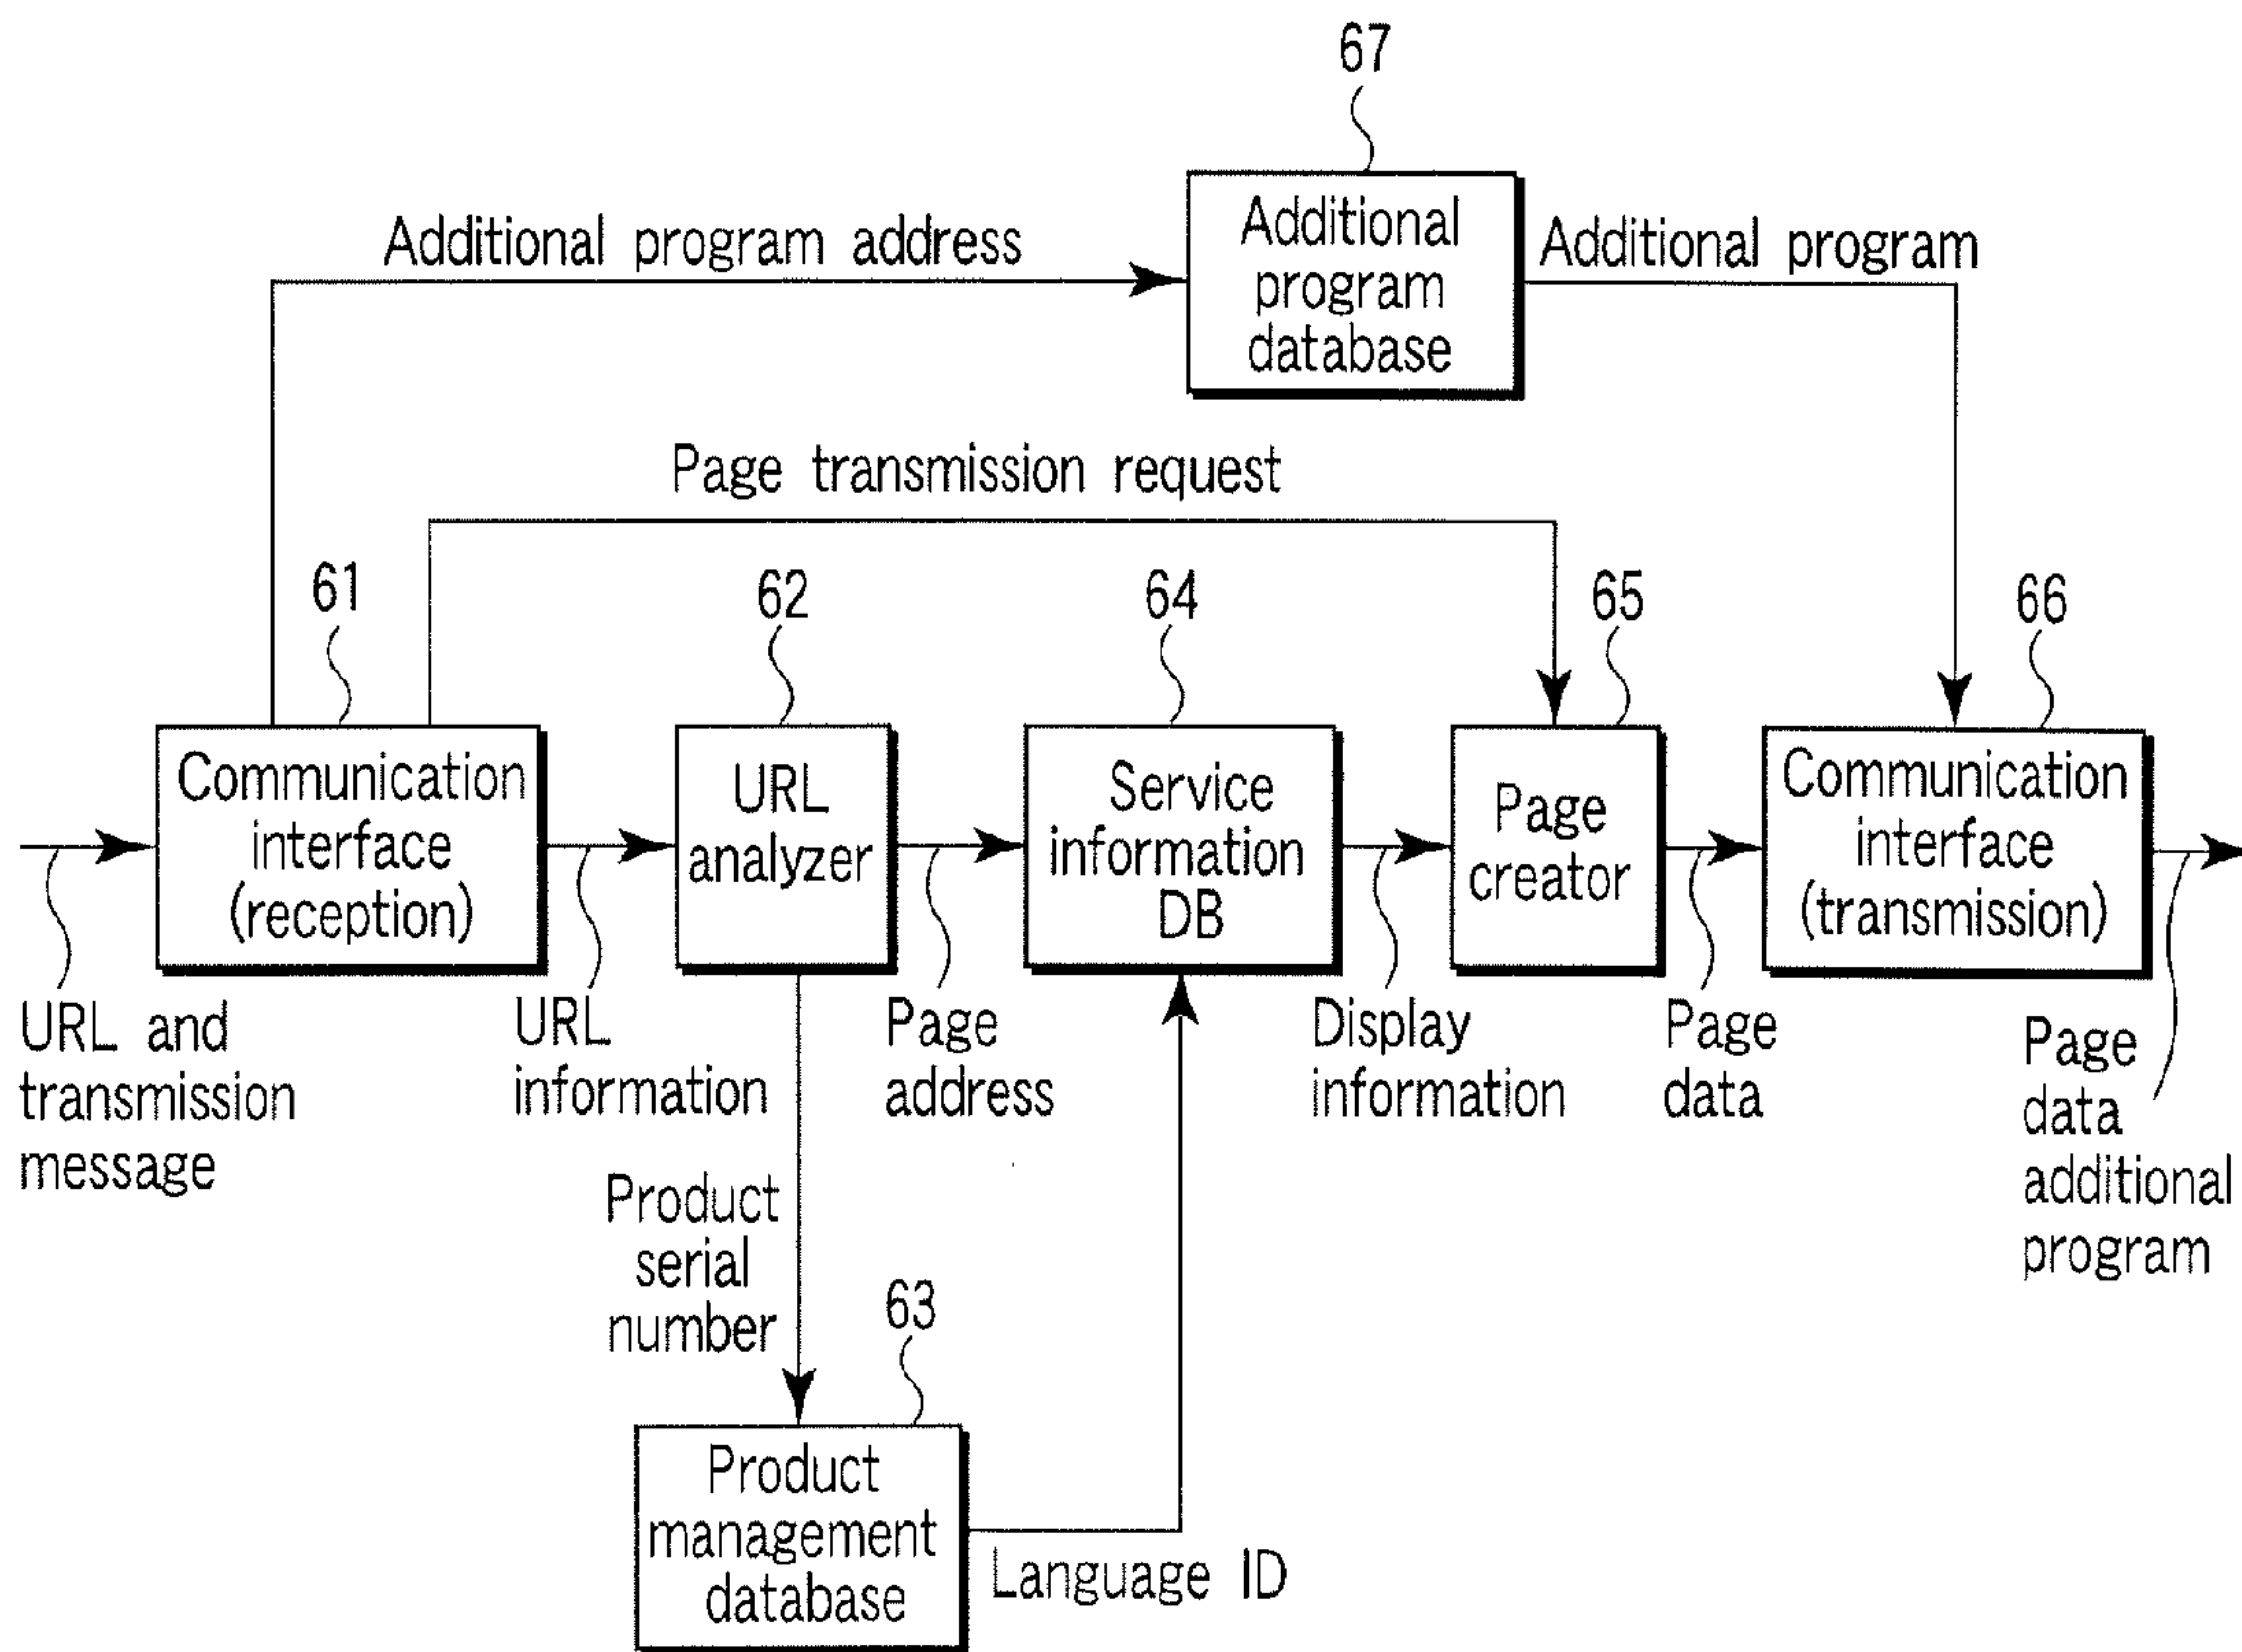 67
Additional program address
Additional
program
database
Additional program
Page transmission request
61
62
64
65
66
Communication
interface
(reception)
URL
analyzer
Service
information
DB
Page
creator
Communication
interface
(transmission)
URL and
transmission
message
URL
information
Page
address
Display
information
Page
data
Page
data
additional
program
Product
serial
number
63
Product
management
database
Language ID